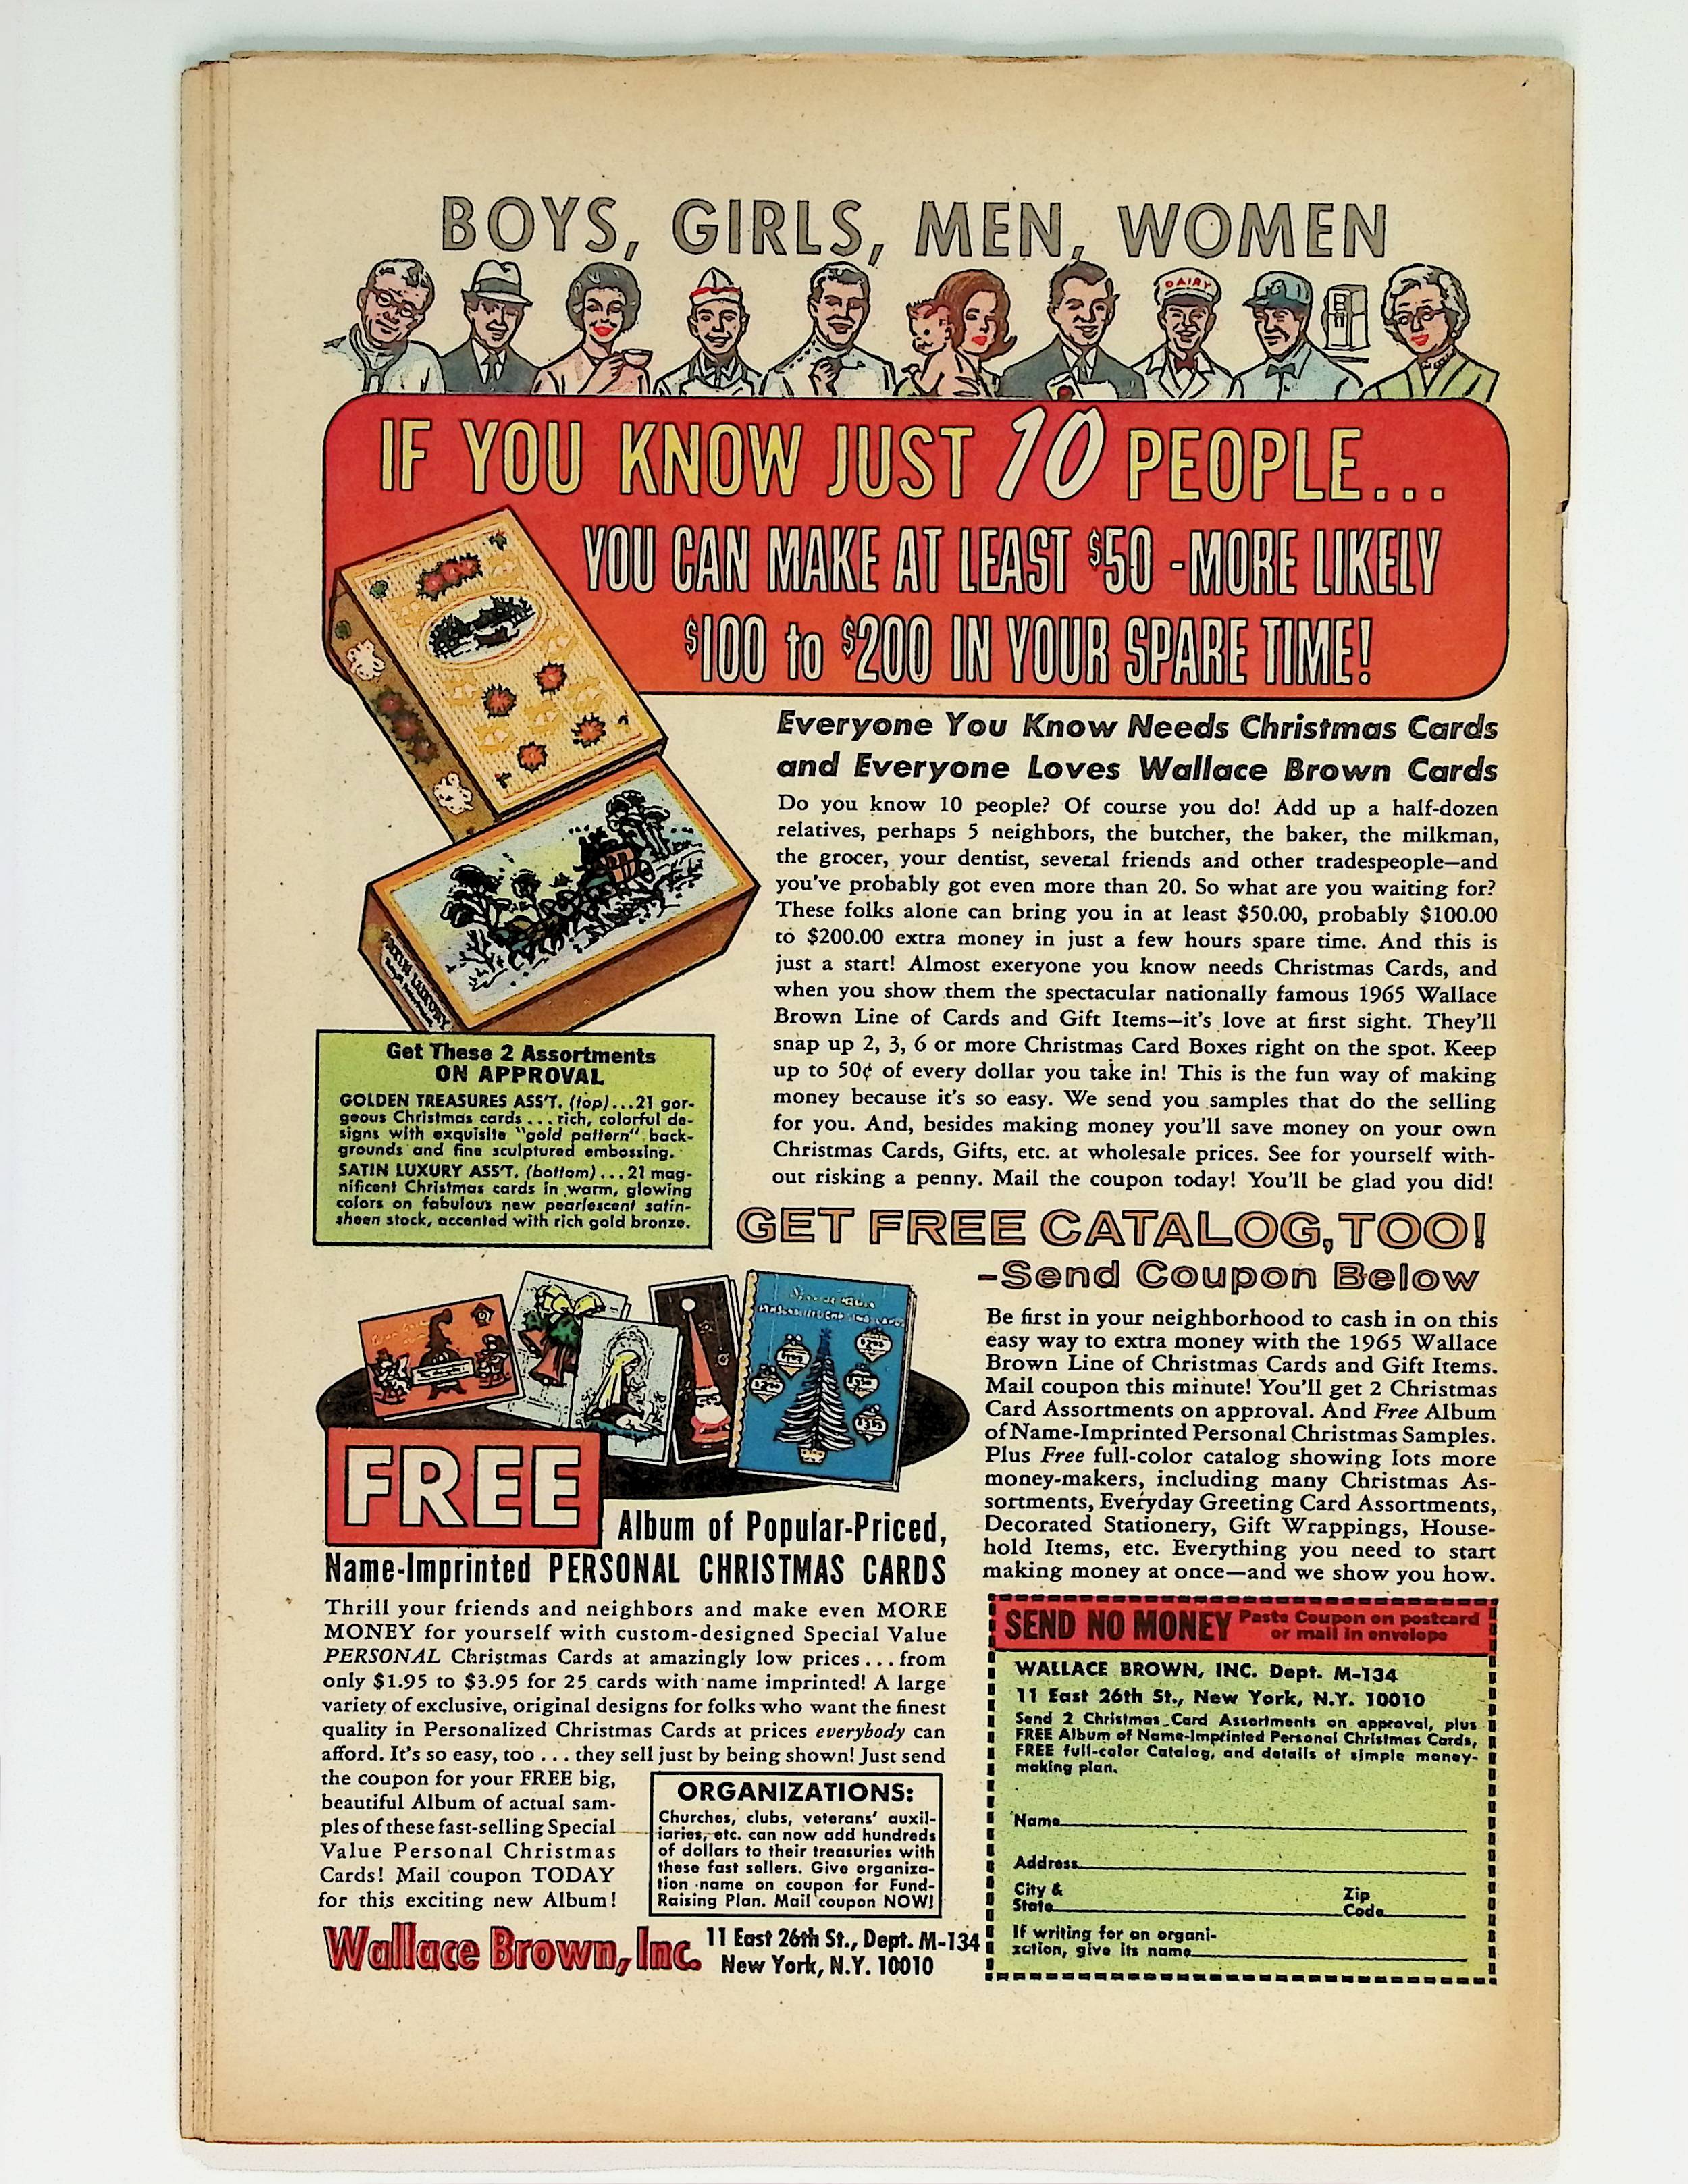 BOYS, GIRLS, MEN, WOMEN
DAIRY
IF YOU KNOW JUST 10 PEOPLE...
YOU CAN MAKE AT LEAST $50 -MORE LIKELY
$100 to $200 IN YOUR SPARE TIME!
Everyone You Know Needs Christmas Cards
and Everyone Loves Wallace Brown Cards
Do you know 10 people? Of course you do! Add up a half-dozen
relatives, perhaps 5 neighbors, the butcher, the baker, the milkman,
the grocer, your dentist, several friends and other tradespeople—and
you've probably got even more than 20. So what are you waiting for?
These folks alone can bring you in at least $50.00, probably $100.00
to $200.00 extra money in just a few hours spare time. And this is
just a start! Almost exeryone you know needs Christmas Cards, and
when you show them the spectacular nationally famous 1965 Wallace
Brown Line of Cards and Gift Items—it's love at first sight. They'll
snap up 2, 3, 6 or more Christmas Card Boxes right on the spot. Keep
up to 50¢ of every dollar you take in! This is the fun way of making
money because it's so easy. We send you samples that do the selling
for you. And, besides making money you'll save money on your own
Christmas Cards, Gifts, etc. at wholesale prices. See for yourself with-
out risking a penny. Mail the coupon today! You'll be glad you did!
SATIN LUXURY
Get These 2 Assortments
ON APPROVAL
GOLDEN TREASURES ASS'T. (top)...21 gor-
geous Christmas cards ... rich, colorful de-
signs with exquisite "gold pattern" back-
grounds and fine sculptured embossing.
SATIN LUXURY ASS'T. (bottom)...21 mag-
nificent Christmas cards in warm, glowing
colors on fabulous new pearlescent satin-
sheen stock, accented with rich gold bronze.
GET FREE CATALOG, TOO!
-Send Coupon Below
Be first in your neighborhood to cash in on this
easy way to extra money with the 1965 Wallace
Brown Line of Christmas Cards and Gift Items.
Mail coupon this minute! You'll get 2 Christmas
Card Assortments on approval. And Free Album
of Name-Imprinted Personal Christmas Samples.
Plus Free full-color catalog showing lots more
money-makers, including many Christmas As-
sortments, Everyday Greeting Card Assortments,
Decorated Stationery, Gift Wrappings, House-
hold Items, etc. Everything you need to start
making money at once—and we show you how.
FREE Album of Popular-Priced,
Name-Imprinted PERSONAL CHRISTMAS CARDS
Thrill your friends and neighbors and make even MORE
MONEY for yourself with custom-designed Special Value
PERSONAL Christmas Cards at amazingly low prices ... from
only $1.95 to $3.95 for 25 cards with name imprinted! A large
variety of exclusive, original designs for folks who want the finest
quality in Personalized Christmas Cards at prices everybody can
afford. It's so easy, too ... they sell just by being shown! Just send
the coupon for your FREE big,
beautiful Album of actual sam-
ples of these fast-selling Special
Value Personal Christmas
Cards! Mail coupon TODAY
for this exciting new Album!
ORGANIZATIONS:
Churches, clubs, veterans' auxil-
iaries, etc. can now add hundreds
of dollars to their treasuries with
these fast sellers. Give organiza-
tion name on coupon for Fund-
Raising Plan. Mail coupon NOW!
Wallace Brown, Inc. 11 East 26th St., Dept. M-134
New York, N.Y. 10010
SEND NO MONEY Paste Coupon on postcard
or mail in envelope
WALLACE BROWN, INC. Dept. M-134
11 East 26th St., New York, N.Y. 10010
Send 2 Christmas Card Assortments on approval, plus
FREE Album of Name-Imprinted Personal Christmas Cards,
FREE full-color Catalog, and details of simple money-
making plan.
Name
Address
City &
State
Zip
Code
If writing for an organi-
zation, give its name